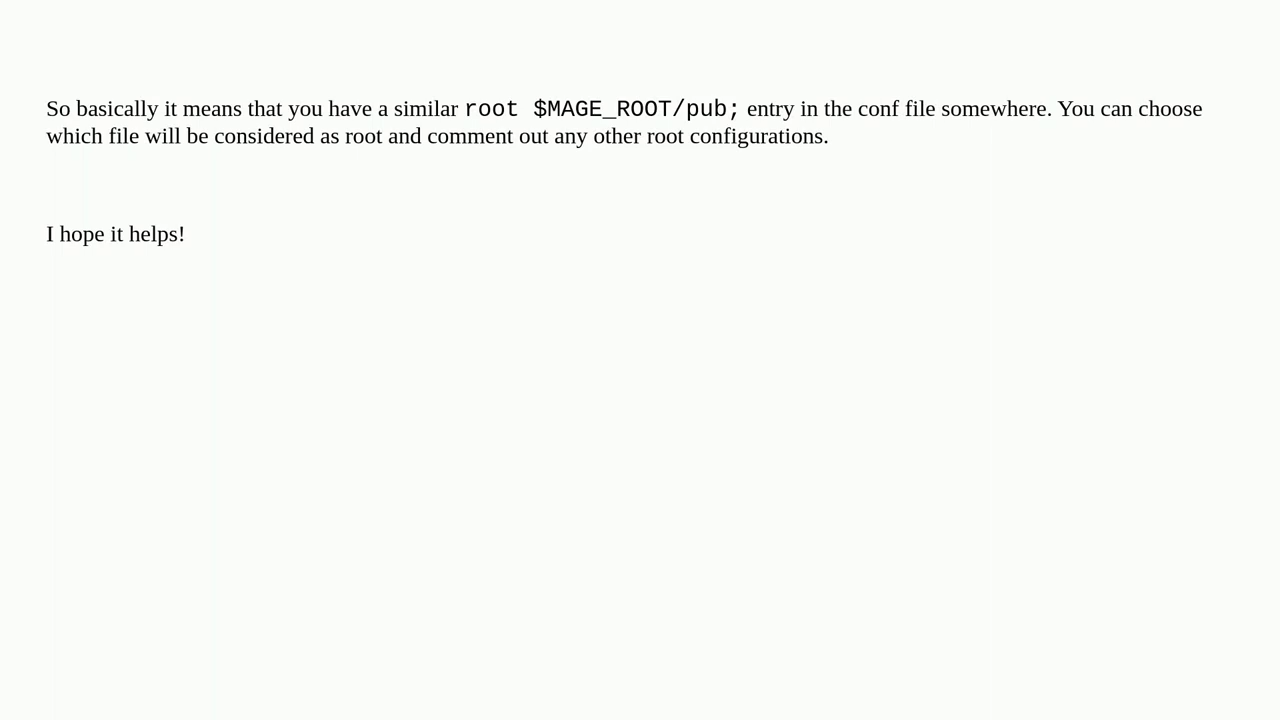 So basically it means that you have a similar root $MAGE_ROOT/pub; entry in the conf file somewhere. You can choose
which file will be considered as root and comment out any other root configurations.
I hope it helps!